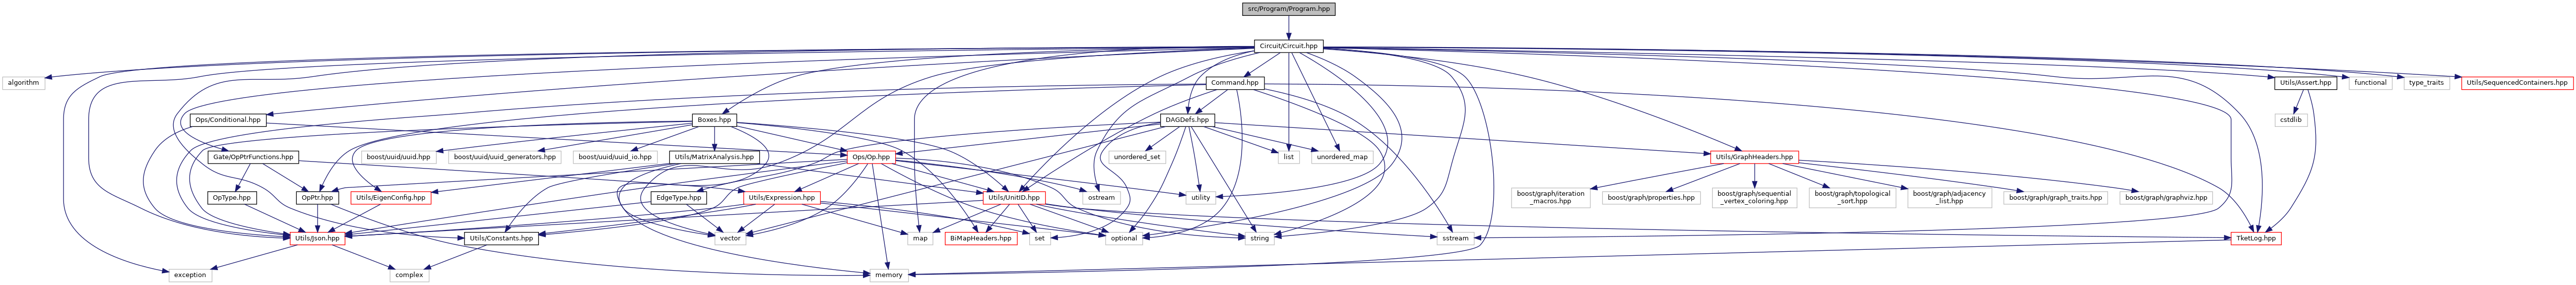 src/Program/Program.hpp
Circuit/Circuit.hpp
algorithm
Command.hpp
Utils/Assert.hpp
functional
type_traits
Utils/SequencedContainers.hpp
Ops/Conditional.hpp
Boxes.hpp
DAGDefs.hpp
cstdlib
Gate/OpPtrFunctions.hpp
boost/uuid/uuid.hpp
boost/uuid/uuid_generators.hpp
boost/uuid/uuid_io.hpp
Utils/MatrixAnalysis.hpp
Ops/Op.hpp
unordered_set
list
unordered_map
Utils/GraphHeaders.hpp
OpType.hpp
OpPtr.hpp
Utils/EigenConfig.hpp
EdgeType.hpp
Utils/Expression.hpp
Utils/UnitID.hpp
ostream
utility
boost/graph/iteration
_macros.hpp
boost/graph/properties.hpp
boost/graph/sequential
_vertex_coloring.hpp
boost/graph/topological
_sort.hpp
boost/graph/adjacency
_list.hpp
boost/graph/graph_traits.hpp
boost/graph/graphviz.hpp
Utils/Json.hpp
Utils/Constants.hpp
vector
map
BiMapHeaders.hpp
set
optional
string
sstream
TketLog.hpp
exception
complex
memory